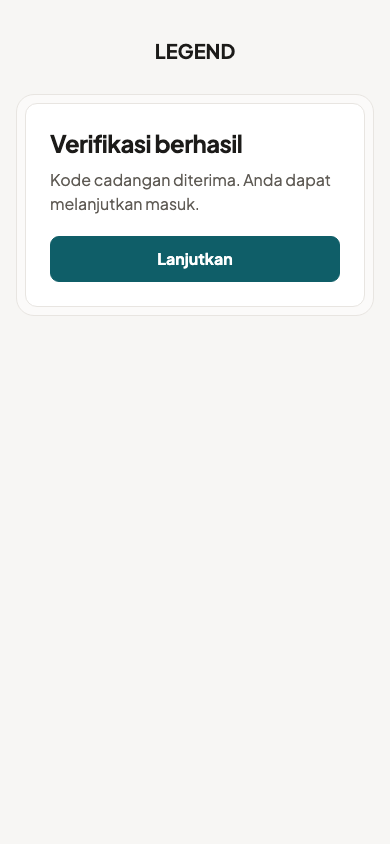 LEGEND
Verifikasi berhasil
Kode cadangan diterima. Anda dapat
melanjutkan masuk.
Lanjutkan